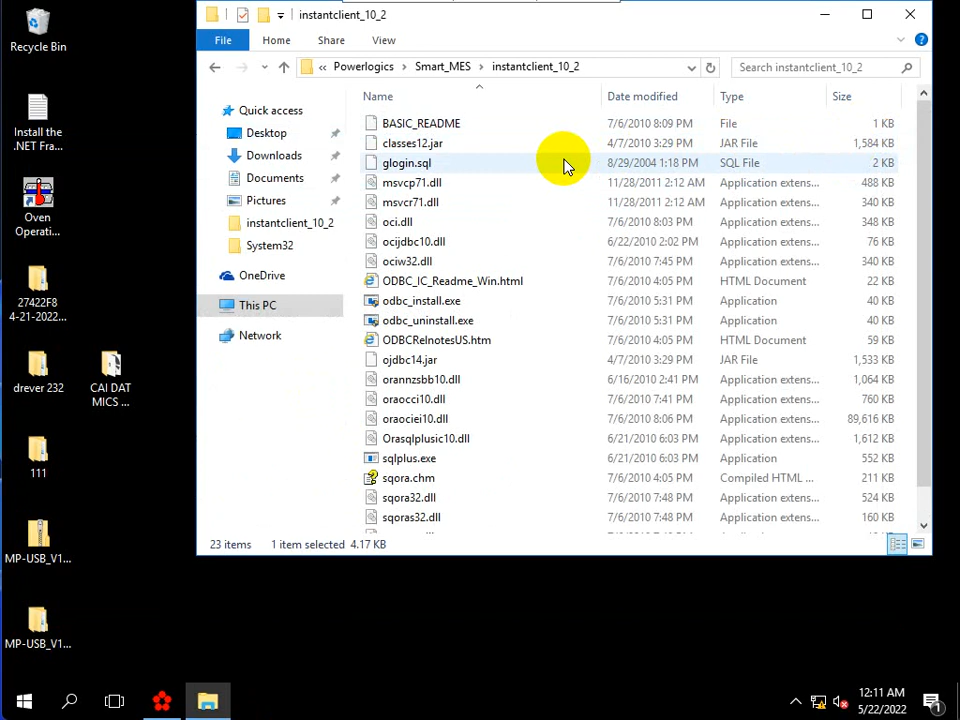 Recycle Bin
Install the
.NET Fra...
Oven
Operati...
27422F8
4-21-2022...
drever 232
CAI DAT
MICS ...
111
MP-USB_V1...
MP-USB_V1...
instantclient_10_2
File Home Share View
« Powerlogics > Smart_MES > instantclient_10_2
Search instantclient_10_2
Quick access
Desktop
Downloads
Documents
Pictures
instantclient_10_2
System32
OneDrive
This PC
Network
Name Date modified Type Size
BASIC_README 7/6/2010 8:09 PM File 1 KB
classes12.jar 4/7/2010 3:29 PM JAR File 1,584 KB
glogin.sql 8/29/2004 1:18 PM SQL File 2 KB
msvcp71.dll 11/28/2011 2:12 AM Application extens... 488 KB
msvcr71.dll 11/28/2011 2:12 AM Application extens... 340 KB
oci.dll 7/6/2010 8:03 PM Application extens... 348 KB
ocijdbc10.dll 6/22/2010 2:02 PM Application extens... 76 KB
ociw32.dll 7/6/2010 7:45 PM Application extens... 340 KB
ODBC_IC_Readme_Win.html 7/6/2010 4:05 PM HTML Document 22 KB
odbc_install.exe 7/6/2010 5:31 PM Application 40 KB
odbc_uninstall.exe 7/6/2010 5:31 PM Application 40 KB
ODBCRelnotesUS.htm 7/6/2010 4:05 PM HTML Document 59 KB
ojdbc14.jar 4/7/2010 3:29 PM JAR File 1,533 KB
orannzsbb10.dll 6/16/2010 2:41 PM Application extens... 1,064 KB
oraocci10.dll 7/6/2010 7:41 PM Application extens... 760 KB
oraociei10.dll 7/6/2010 8:06 PM Application extens... 89,616 KB
Orasqlplusic10.dll 6/21/2010 6:03 PM Application extens... 1,612 KB
sqlplus.exe 6/21/2010 6:03 PM Application 552 KB
sqora.chm 7/6/2010 4:05 PM Compiled HTML ... 211 KB
sqora32.dll 7/6/2010 7:48 PM Application extens... 524 KB
sqoras32.dll 7/6/2010 7:48 PM Application extens... 160 KB
23 items 1 item selected 4.17 KB
12:11 AM
5/22/2022
1